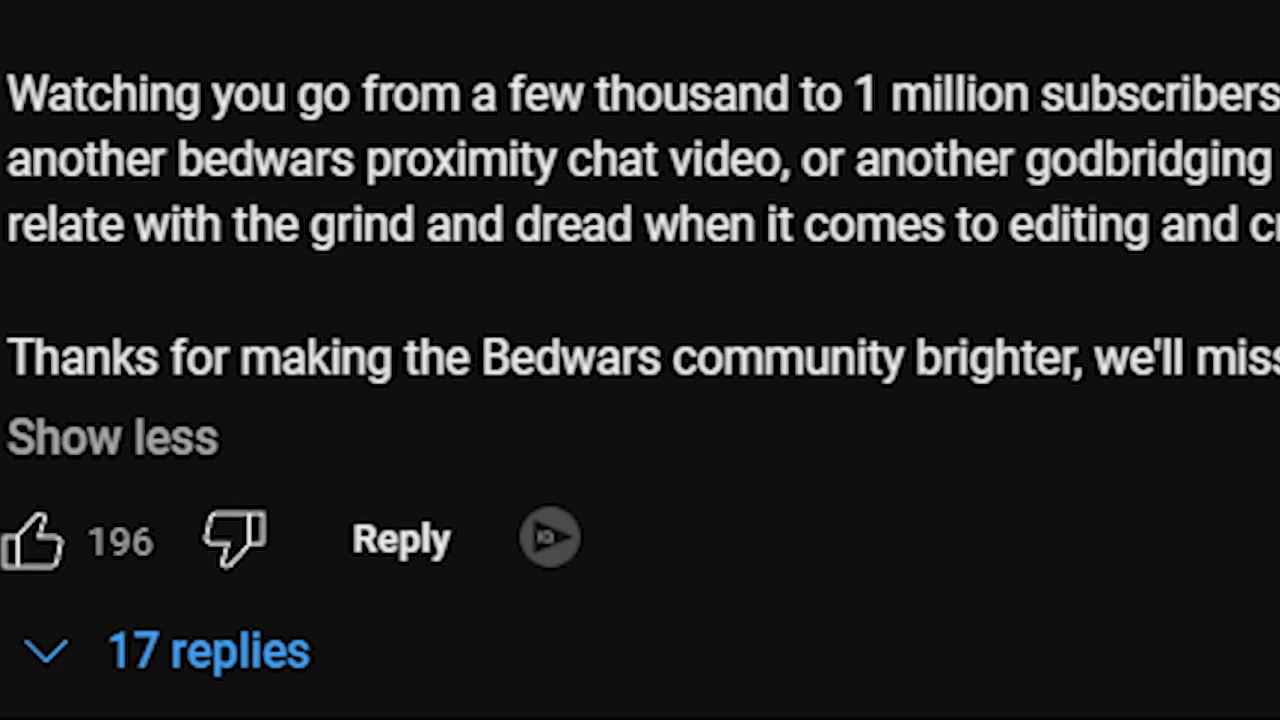 Watching you go from a few thousand to 1 million subscribers
another bedwars proximity chat video, or another godbridging
relate with the grind and dread when it comes to editing and
Thanks for making the Bedwars community brighter, we'll
Show less
196 Reply
17 replies